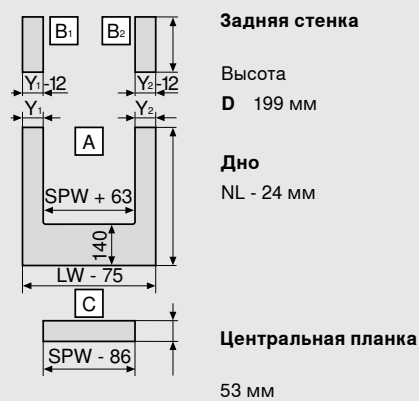 B1 B2
Y1-12 Y2-12
Y1 Y2
A
SPW + 63
140
LW - 75
C
SPW - 86
Задняя стенка
Высота
D 199 мм
Дно
NL - 24 мм
Центральная планка
53 мм